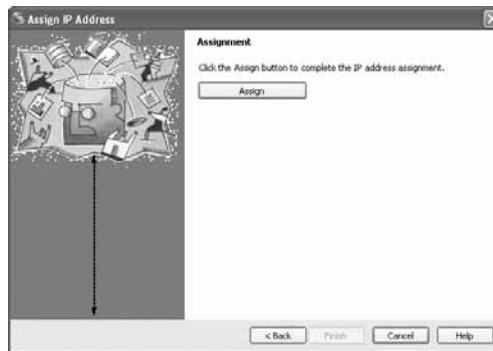 Assign IP Address
Assignment
Click the Assign button to complete the IP address assignment.
Assign
< Back
Finish
Cancel
Help